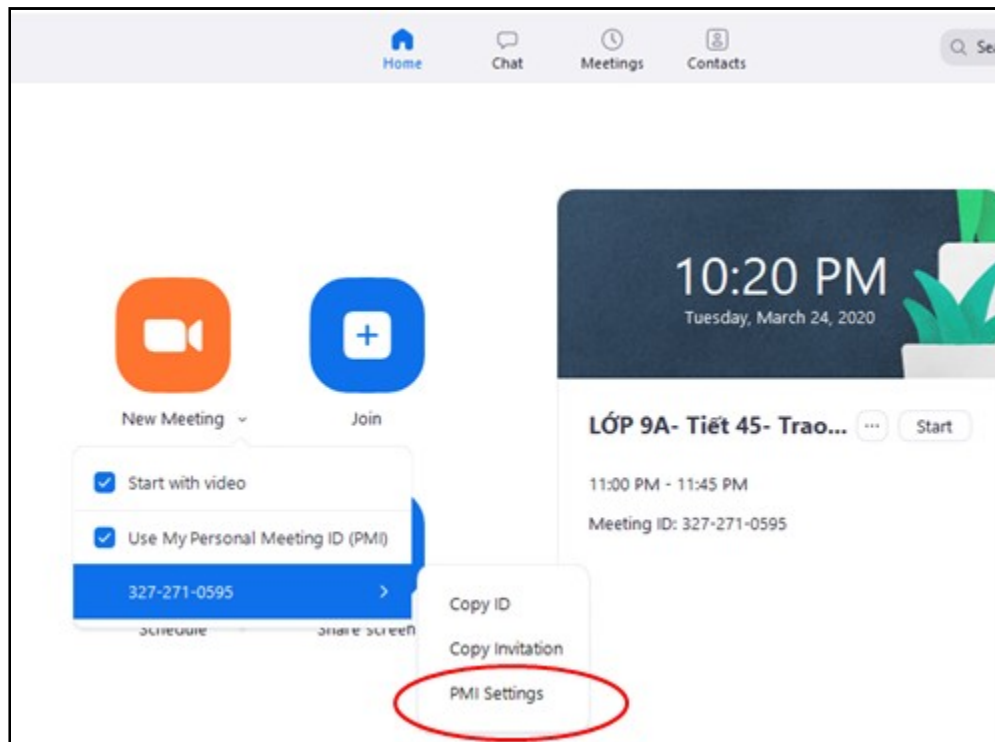 Home
Chat
Meetings
Contacts
10:20 PM
Tuesday, March 24, 2020
New Meeting
Join
LỚP 9A- Tiết 45- Trao...
Start
Start with video
11:00 PM - 11:45 PM
Meeting ID: 327-271-0595
Use My Personal Meeting ID (PMI)
327-271-0595
Copy ID
Schedule
Share screen
Copy Invitation
PMI Settings